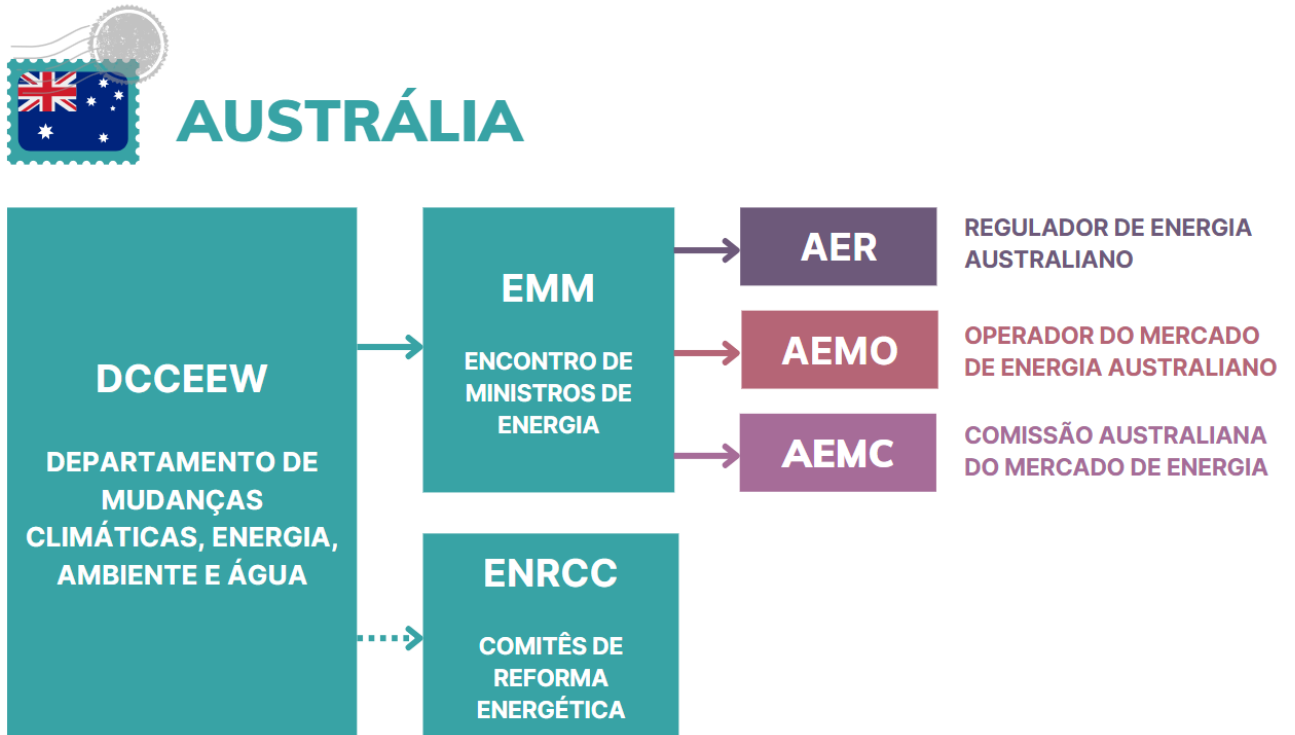 AUSTRÁLIA
DCCEEW
DEPARTAMENTO DE
MUDANÇAS
CLIMÁTICAS, ENERGIA,
AMBIENTE E ÁGUA
EMM
ENCONTRO DE
MINISTROS DE
ENERGIA
ENRCC
COMITÊS DE
REFORMA
ENERGÉTICA
AER
REGULADOR DE ENERGIA
AUSTRALIANO
AEMO
OPERADOR DO MERCADO
DE ENERGIA AUSTRALIANO
AEMC
COMISSÃO AUSTRALIANA
DO MERCADO DE ENERGIA